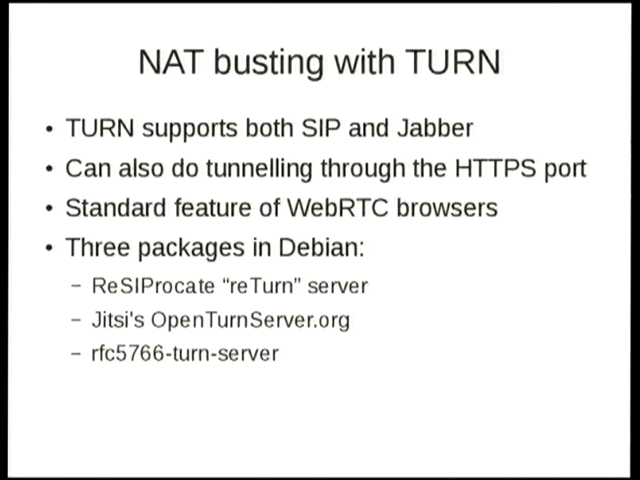 NAT busting with TURN
• TURN supports both SIP and Jabber
• Can also do tunnelling through the HTTPS port
• Standard feature of WebRTC browsers
• Three packages in Debian:
– ReSIProcate “reTurn” server
– Jitsi's OpenTurnServer.org
– rfc5766-turn-server